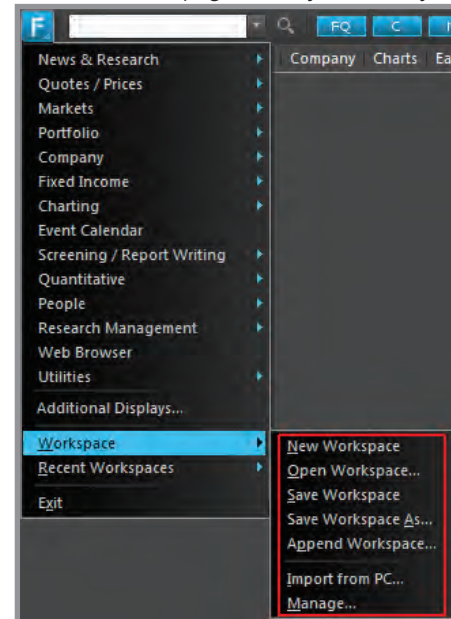 F
FQ C
Company Charts Ea
News & Research
Quotes / Prices
Markets
Portfolio
Company
Fixed Income
Charting
Event Calendar
Screening / Report Writing
Quantitative
People
Research Management
Web Browser
Utilities
Additional Displays...
Workspace
Recent Workspaces
Exit
New Workspace
Open Workspace...
Save Workspace
Save Workspace As...
Append Workspace...
Import from PC...
Manage...